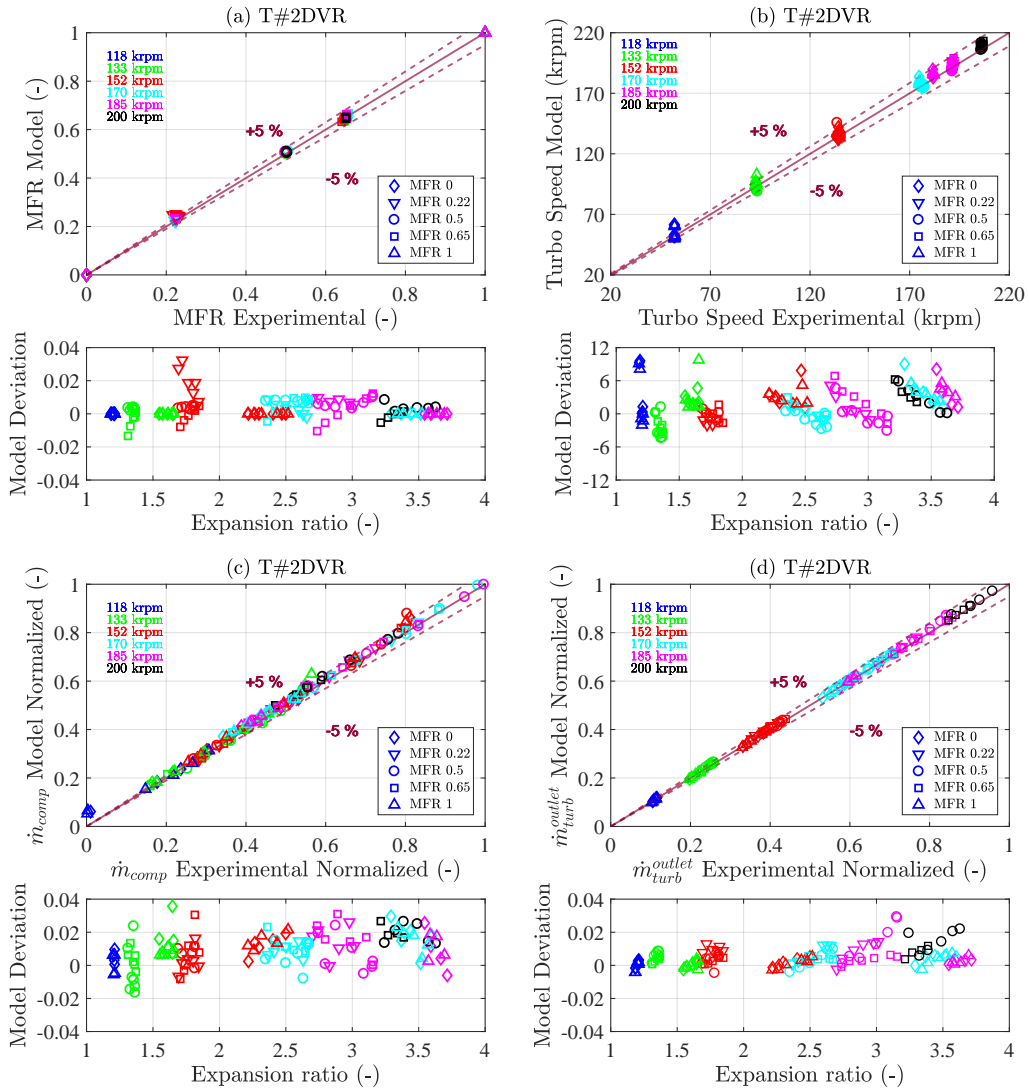 (a) T#2DVR
1
0.8
0.6
0.4
0.2
0
MFR Model (-)
118 krpm
133 krpm
152 krpm
170 krpm
185 krpm
200 krpm
+5 %
-5 %
MFR 0
MFR 0.22
MFR 0.5
MFR 0.65
MFR 1
0 0.2 0.4 0.6 0.8 1
MFR Experimental (-)
0.04
0.02
0
-0.02
-0.04
Model Deviation
1 1.5 2 2.5 3 3.5 4
Expansion ratio (-)
(b) T#2DVR
220
170
120
70
20
Turbo Speed Model (krpm)
118 krpm
133 krpm
152 krpm
170 krpm
185 krpm
200 krpm
+5 %
-5 %
MFR 0
MFR 0.22
MFR 0.5
MFR 0.65
MFR 1
20 70 120 170 220
Turbo Speed Experimental (krpm)
12
6
0
-6
-12
Model Deviation
1 1.5 2 2.5 3 3.5 4
Expansion ratio (-)
(c) T#2DVR
1
0.8
0.6
0.4
0.2
0
ṁcomp Model Normalized (-)
118 krpm
133 krpm
152 krpm
170 krpm
185 krpm
200 krpm
+5 %
-5 %
MFR 0
MFR 0.22
MFR 0.5
MFR 0.65
MFR 1
0 0.2 0.4 0.6 0.8 1
ṁcomp Experimental Normalized (-)
0.04
0.02
0
-0.02
-0.04
Model Deviation
1 1.5 2 2.5 3 3.5 4
Expansion ratio (-)
(d) T#2DVR
1
0.8
0.6
0.4
0.2
0
ṁturb outlet Model Normalized (-)
118 krpm
133 krpm
152 krpm
170 krpm
185 krpm
200 krpm
+5 %
-5 %
MFR 0
MFR 0.22
MFR 0.5
MFR 0.65
MFR 1
0 0.2 0.4 0.6 0.8 1
ṁturb outlet Experimental Normalized (-)
0.04
0.02
0
-0.02
-0.04
Model Deviation
1 1.5 2 2.5 3 3.5 4
Expansion ratio (-)